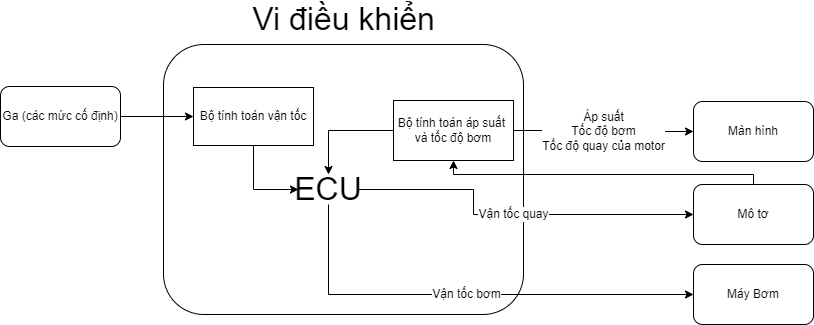 Vi điều khiển
Ga (các mức cố định)
Bộ tính toán vận tốc
Bộ tính toán áp suất
và tốc độ bơm
Áp suất
Tốc độ bơm
Tốc độ quay của motor
Màn hình
ECU
Vận tốc quay
Mô tơ
Vận tốc bơm
Máy Bơm